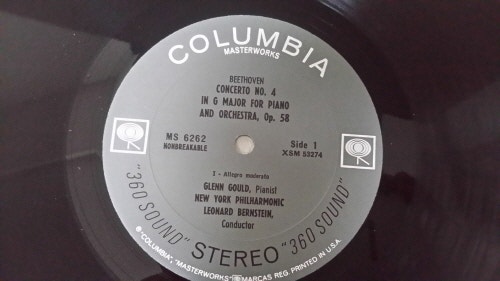 COLUMBIA
MASTERWORKS
BEETHOVEN
CONCERTO NO. 4
IN G MAJOR FOR PIANO
AND ORCHESTRA, Op. 58
MS 6262
NONBREAKABLE
Side 1
XSM 53274
I - Allegro moderato
GLENN GOULD, Pianist
NEW YORK PHILHARMONIC
LEONARD BERNSTEIN,
Conductor
"360 SOUND" STEREO "360 SOUND"
® "COLUMBIA", "MASTERWORKS", MARCAS REG. PRINTED IN U.S.A.